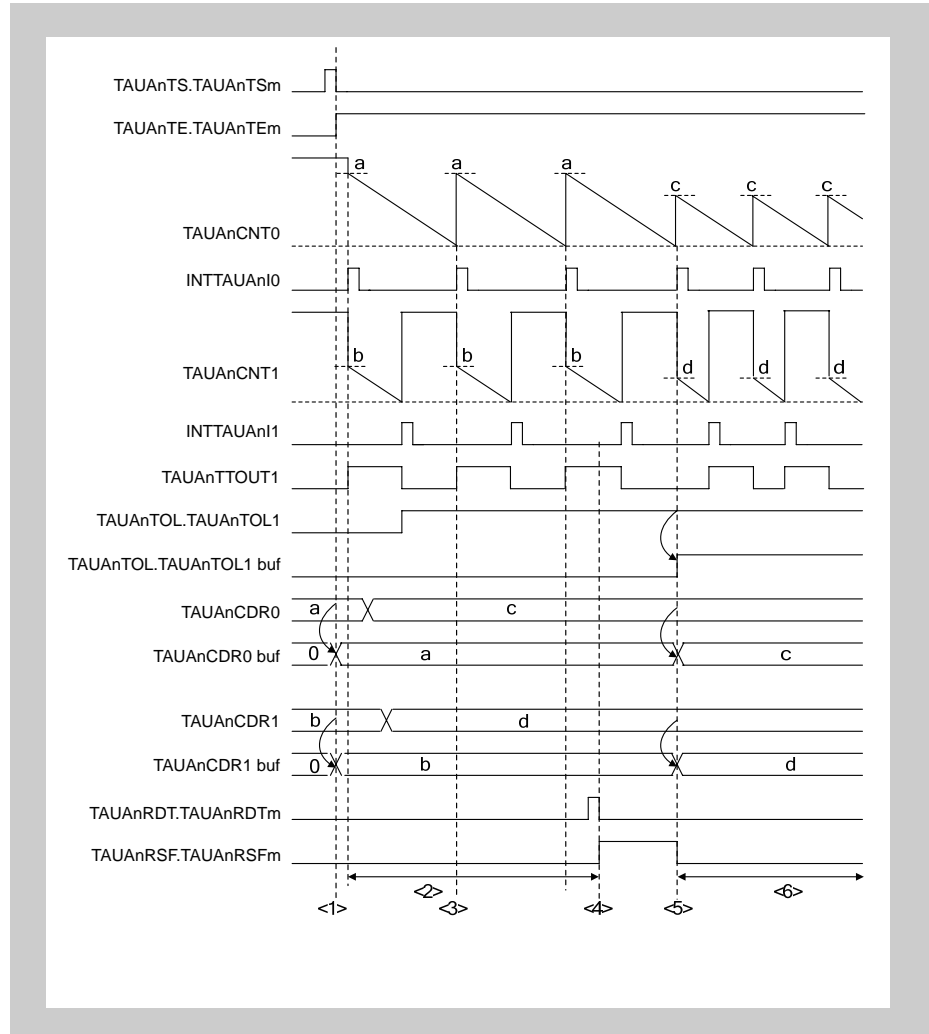 TAUAnTS.TAUAnTSm
TAUAnTE.TAUAnTEm
a a a c c c
TAUAnCNT0
INTTAUAnI0
b b b d d d
TAUAnCNT1
INTTAUAnI1
TAUAnTTOUT1
TAUAnTOL.TAUAnTOL1
TAUAnTOL.TAUAnTOL1 buf
TAUAnCDR0 a c
TAUAnCDR0 buf 0 a c
TAUAnCDR1 b d
TAUAnCDR1 buf 0 b d
TAUAnRDT.TAUAnRDTm
TAUAnRSF.TAUAnRSFm
<2> <6>
<1> <3> <4> <5>